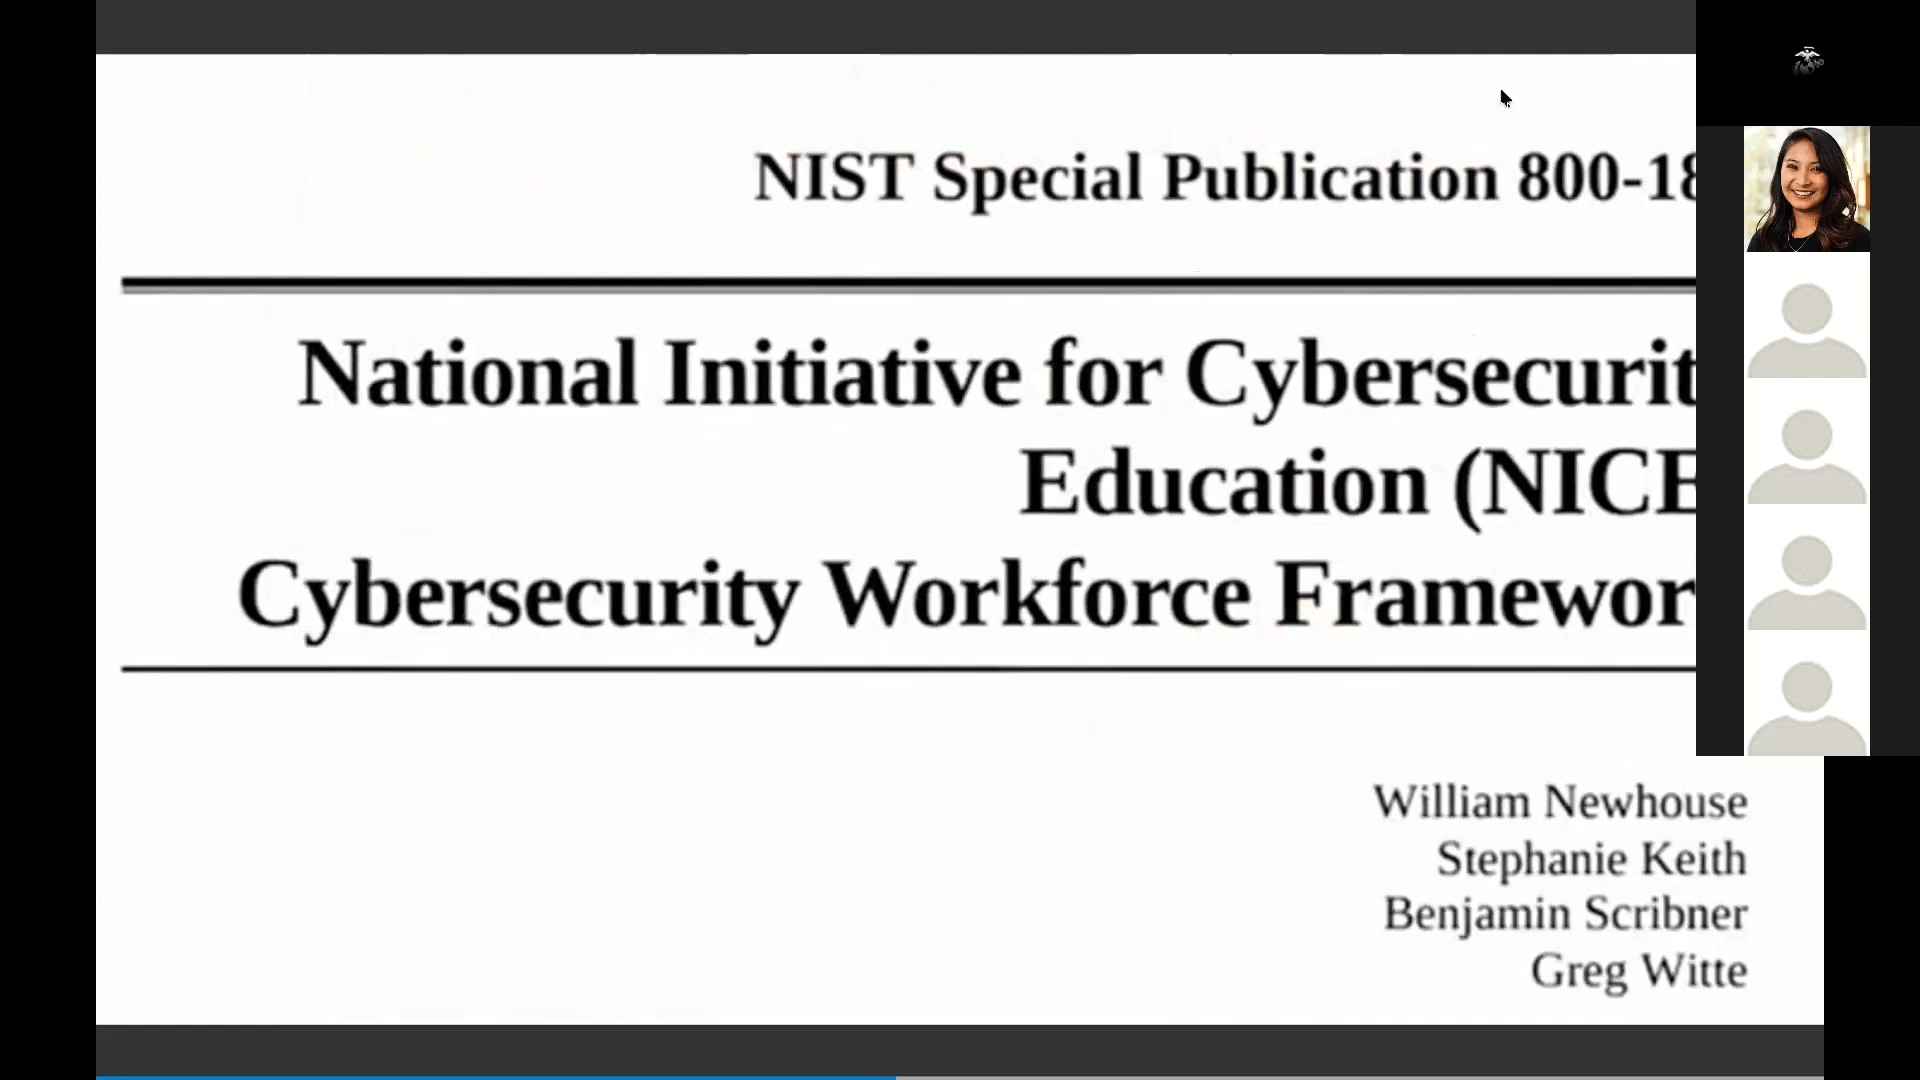 NIST Special Publication 800-18
National Initiative for Cybersecurit
Education (NICE
Cybersecurity Workforce Framewor
William Newhouse
Stephanie Keith
Benjamin Scribner
Greg Witte